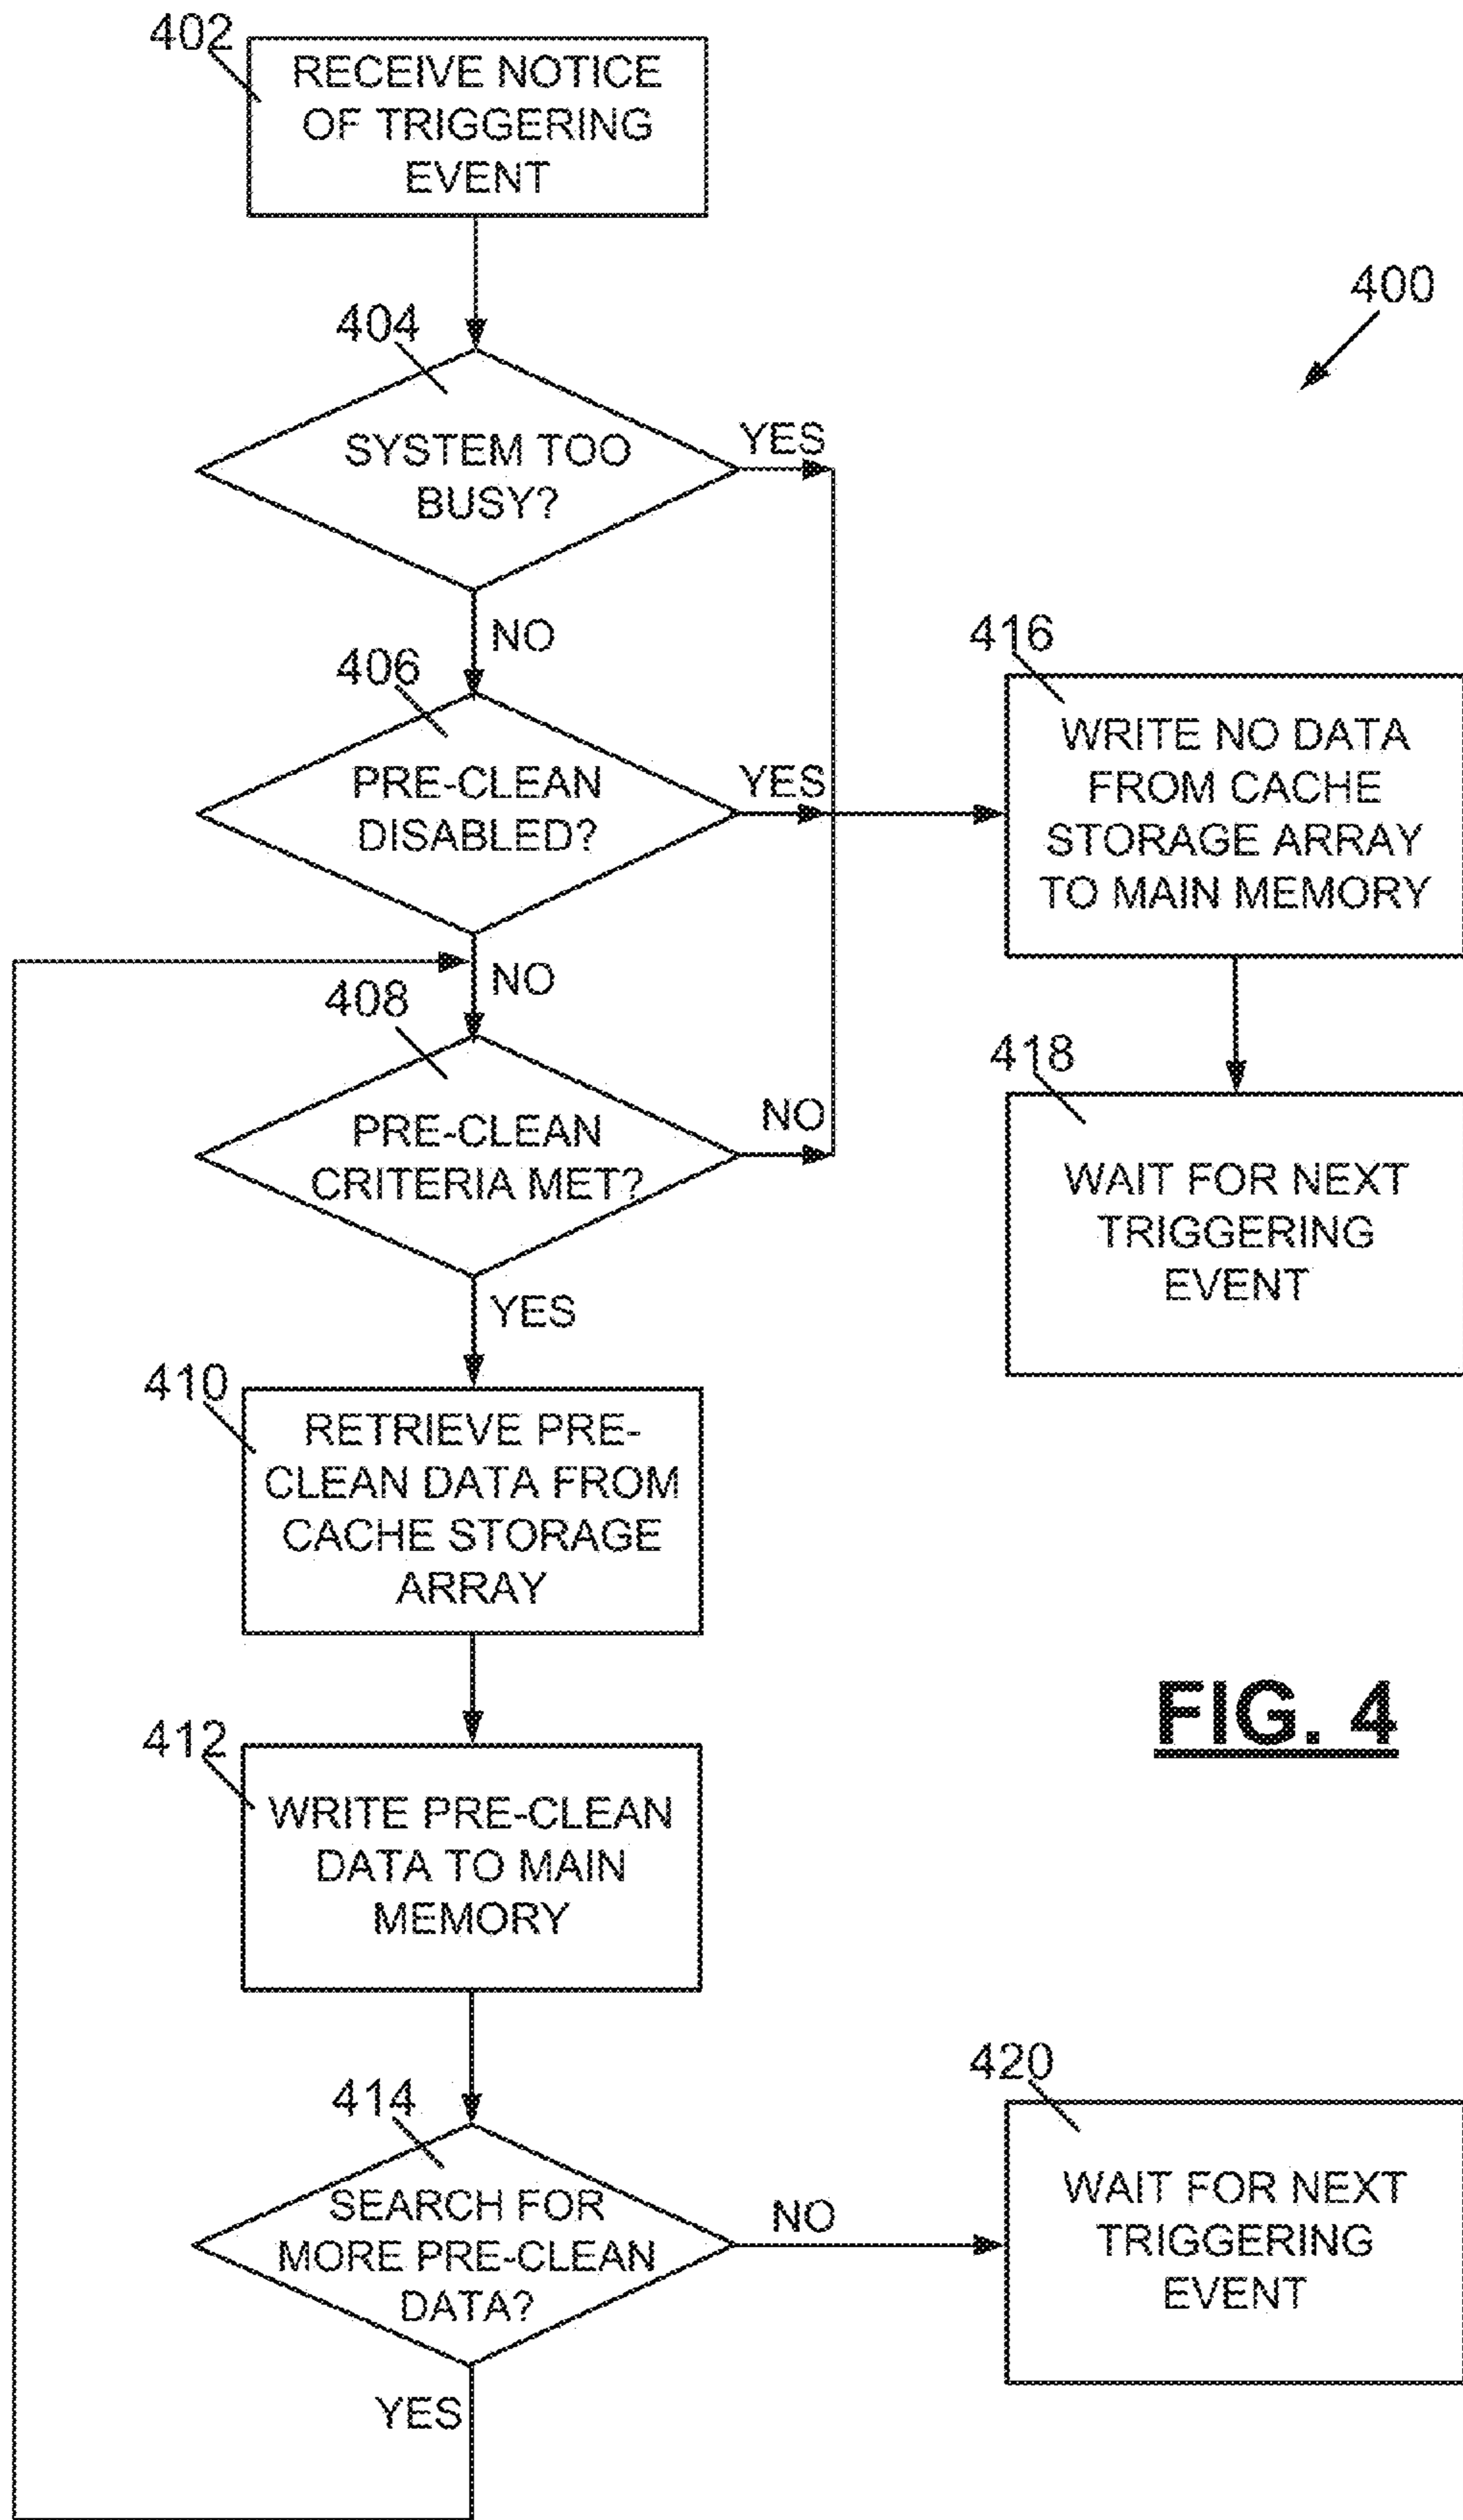 402
RECEIVE NOTICE
OF TRIGGERING
EVENT
400
404
SYSTEM TOO
BUSY?
YES
NO
406
PRE-CLEAN
DISABLED?
YES
416
WRITE NO DATA
FROM CACHE
STORAGE ARRAY
TO MAIN MEMORY
NO
408
PRE-CLEAN
CRITERIA MET?
NO
418
WAIT FOR NEXT
TRIGGERING
EVENT
YES
410
RETRIEVE PRE-
CLEAN DATA FROM
CACHE STORAGE
ARRAY
FIG. 4
412
WRITE PRE-CLEAN
DATA TO MAIN
MEMORY
414
SEARCH FOR
MORE PRE-CLEAN
DATA?
NO
420
WAIT FOR NEXT
TRIGGERING
EVENT
YES